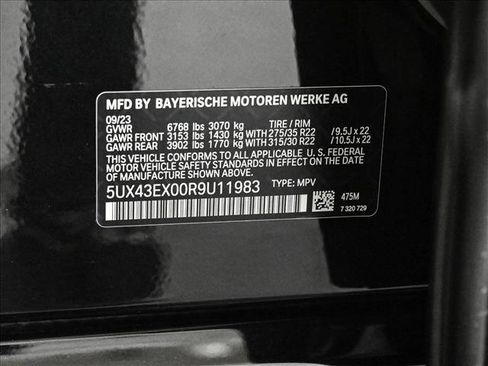 MFD BY BAYERISCHE MOTOREN WERKE AG
09/23
GVWR 6768 lbs 3070 kg TIRE / RIM
GAWR FRONT 3153 lbs 1430 kg WITH 275/35 R22 / 9.5J x 22
GAWR REAR 3902 lbs 1770 kg WITH 315/30 R22 / 10.5J x 22
THIS VEHICLE CONFORMS TO ALL APPLICABLE U. S. FEDERAL
MOTOR VEHICLE SAFETY STANDARDS IN EFFECT ON THE DATE
OF MANUFACTURE SHOWN ABOVE.
5UX43EX00R9U11983 TYPE: MPV
475M
7 320 729